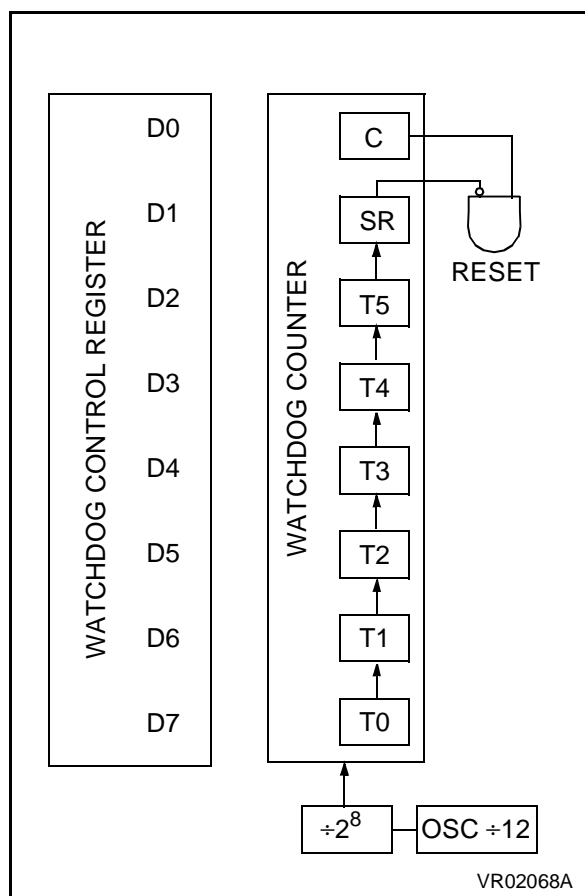 WATCHDOG CONTROL REGISTER
D0
D1
D2
D3
D4
D5
D6
D7
WATCHDOG COUNTER
C
SR
T5
T4
T3
T2
T1
T0
RESET
÷2⁸
OSC ÷12
VR02068A